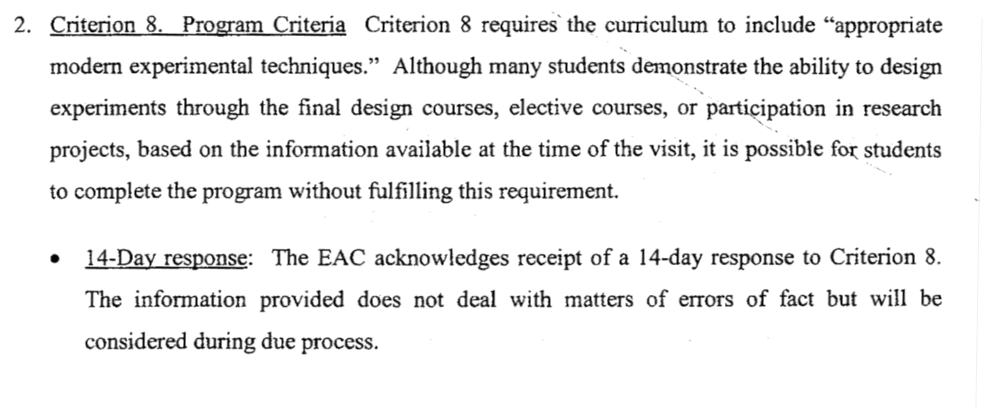 2. Criterion 8. Program Criteria Criterion 8 requires the curriculum to include “appropriate
modern experimental techniques.” Although many students demonstrate the ability to design
experiments through the final design courses, elective courses, or participation in research
projects, based on the information available at the time of the visit, it is possible for students
to complete the program without fulfilling this requirement.
• 14-Day response: The EAC acknowledges receipt of a 14-day response to Criterion 8.
The information provided does not deal with matters of errors of fact but will be
considered during due process.